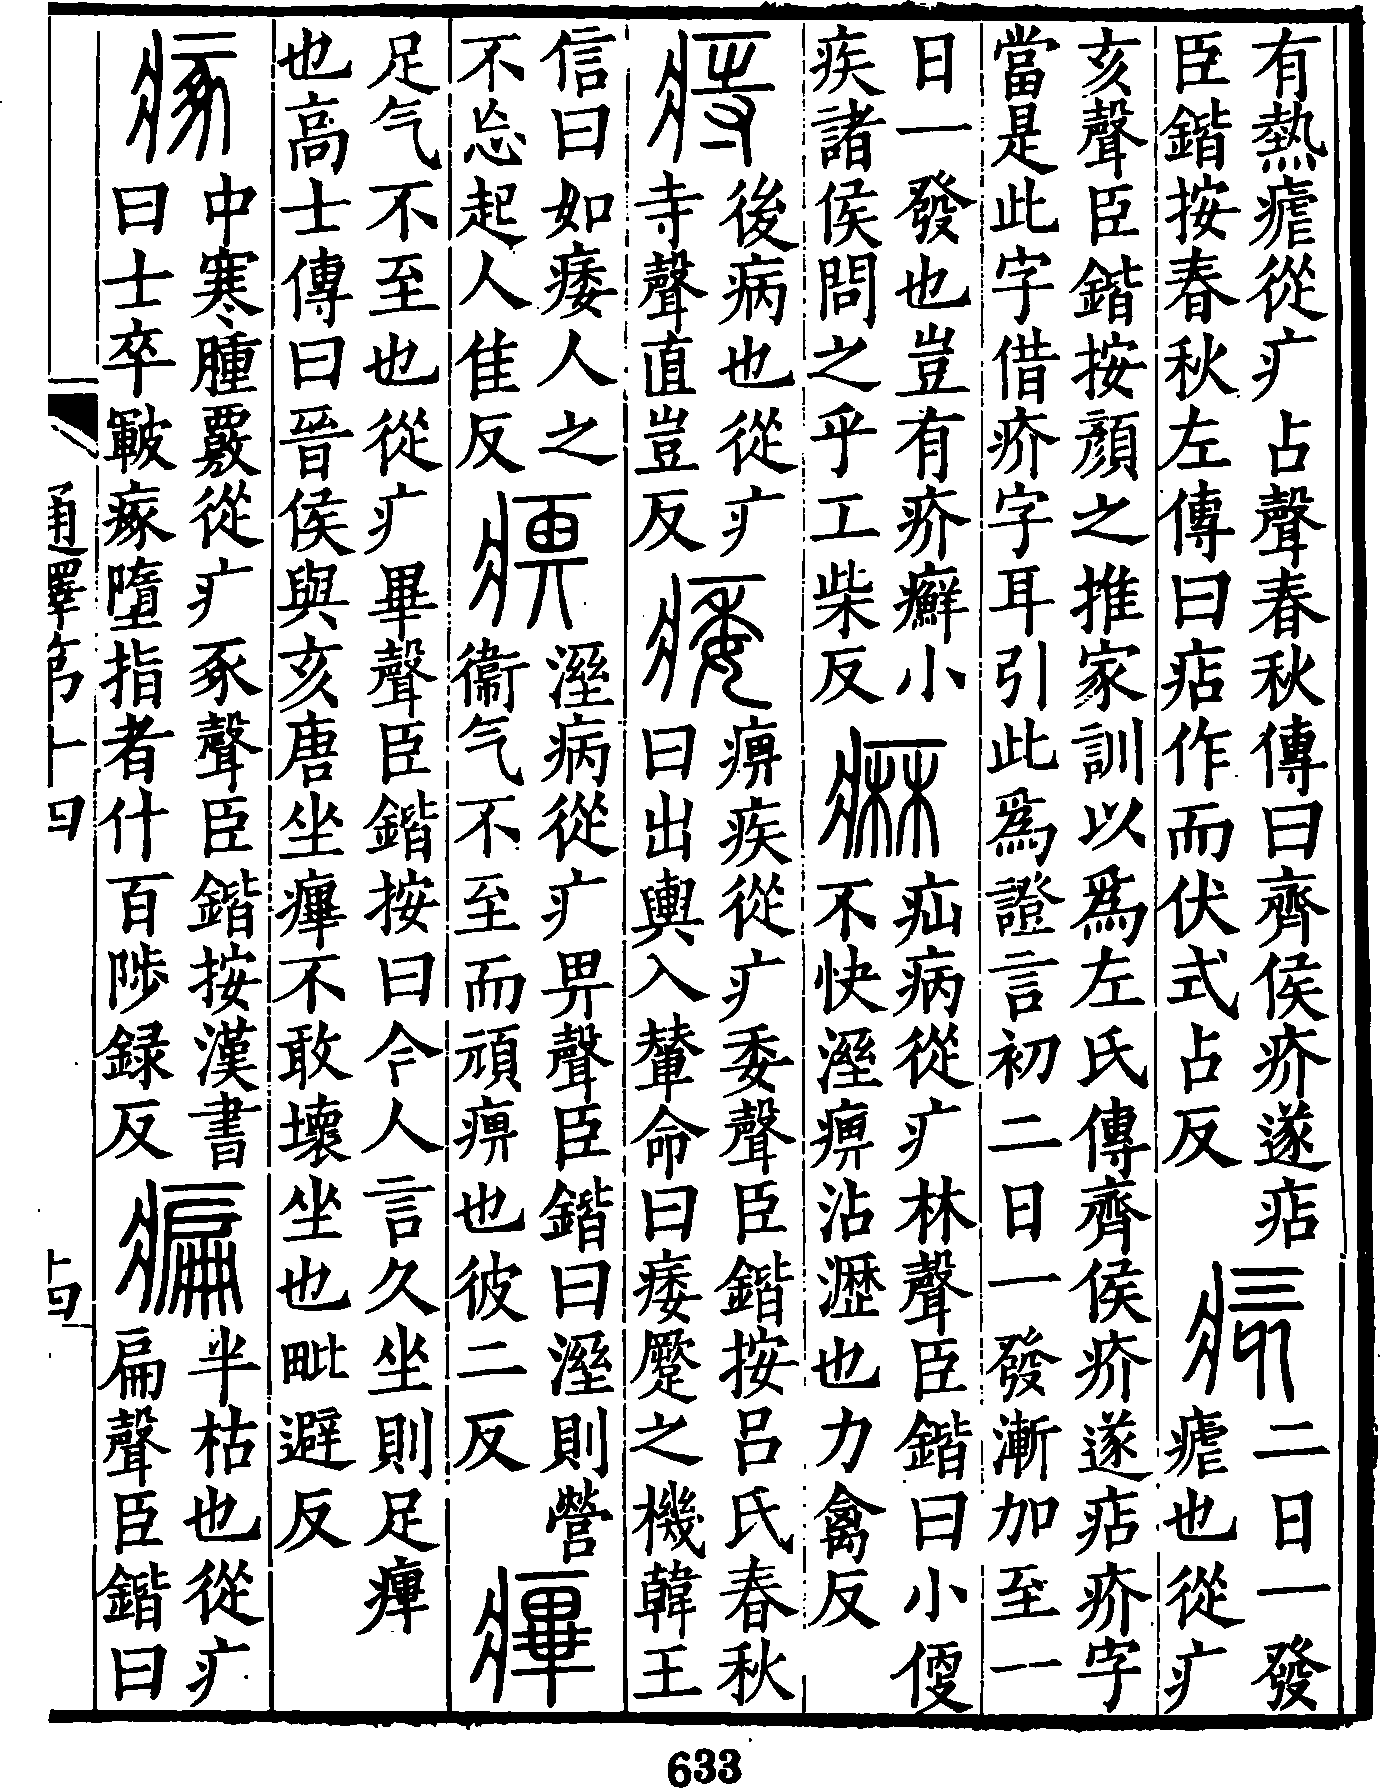 有熱瘧從疒占聲春秋傳曰齊侯疥遂痁
臣鍇按春秋左傳曰痁作而伏式占反
痎
二日一發
瘧也從疒
亥聲臣鍇按顏之推家訓以爲左氏傳齊侯疥遂痁疥字
當是此字借疥字耳引此爲證言初二日一發漸加至一
日一發也豈有疥癬小
疾諸侯問之乎工柴反
痳
疝病從疒林聲臣鍇曰小㑮
不快溼痹沾瀝也力禽反
痔
後病也從疒
寺聲直豈反
痿
痹疾從疒委聲臣鍇按吕氏春秋
曰出輿入輦命曰痿蹷之機韓王
信曰如痿人之
不忘起人隹反
痹
溼病從疒畀聲臣鍇曰溼則營
衞气不至而頑痹也彼二反
㿙
足气不至也從疒畢聲臣鍇按曰今人言久坐則足痺
也高士傳曰晉侯與亥唐坐㿙不敢壞坐也毗避反
瘃
中寒腫覈從疒豖聲臣鍇按漢書
曰士卒皸瘃墮指者什百陟録反
㾫
半枯也從疒
扁聲臣鍇曰
通釋第十四
十四
633